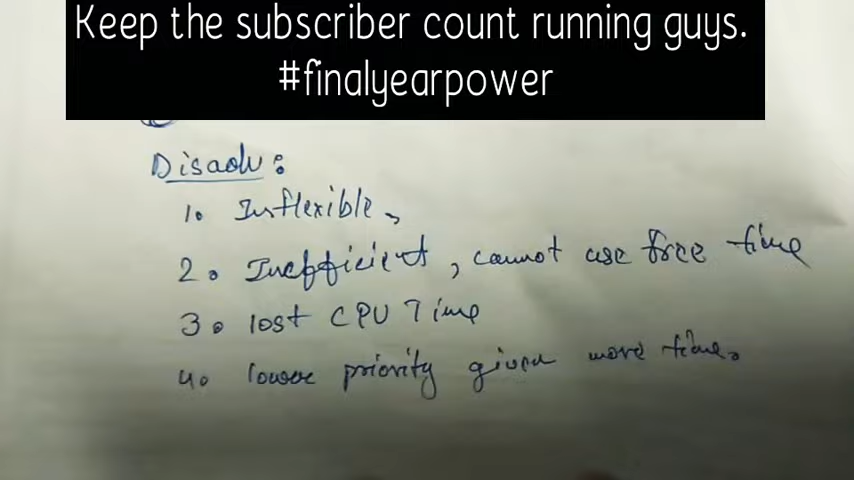 Keep the subscriber count running guys.
#finalyearpower
Disadv:
1. Inflexible,
2. Inefficient, cannot use free time
3. lost CPU Time
4. lower priority given more time.